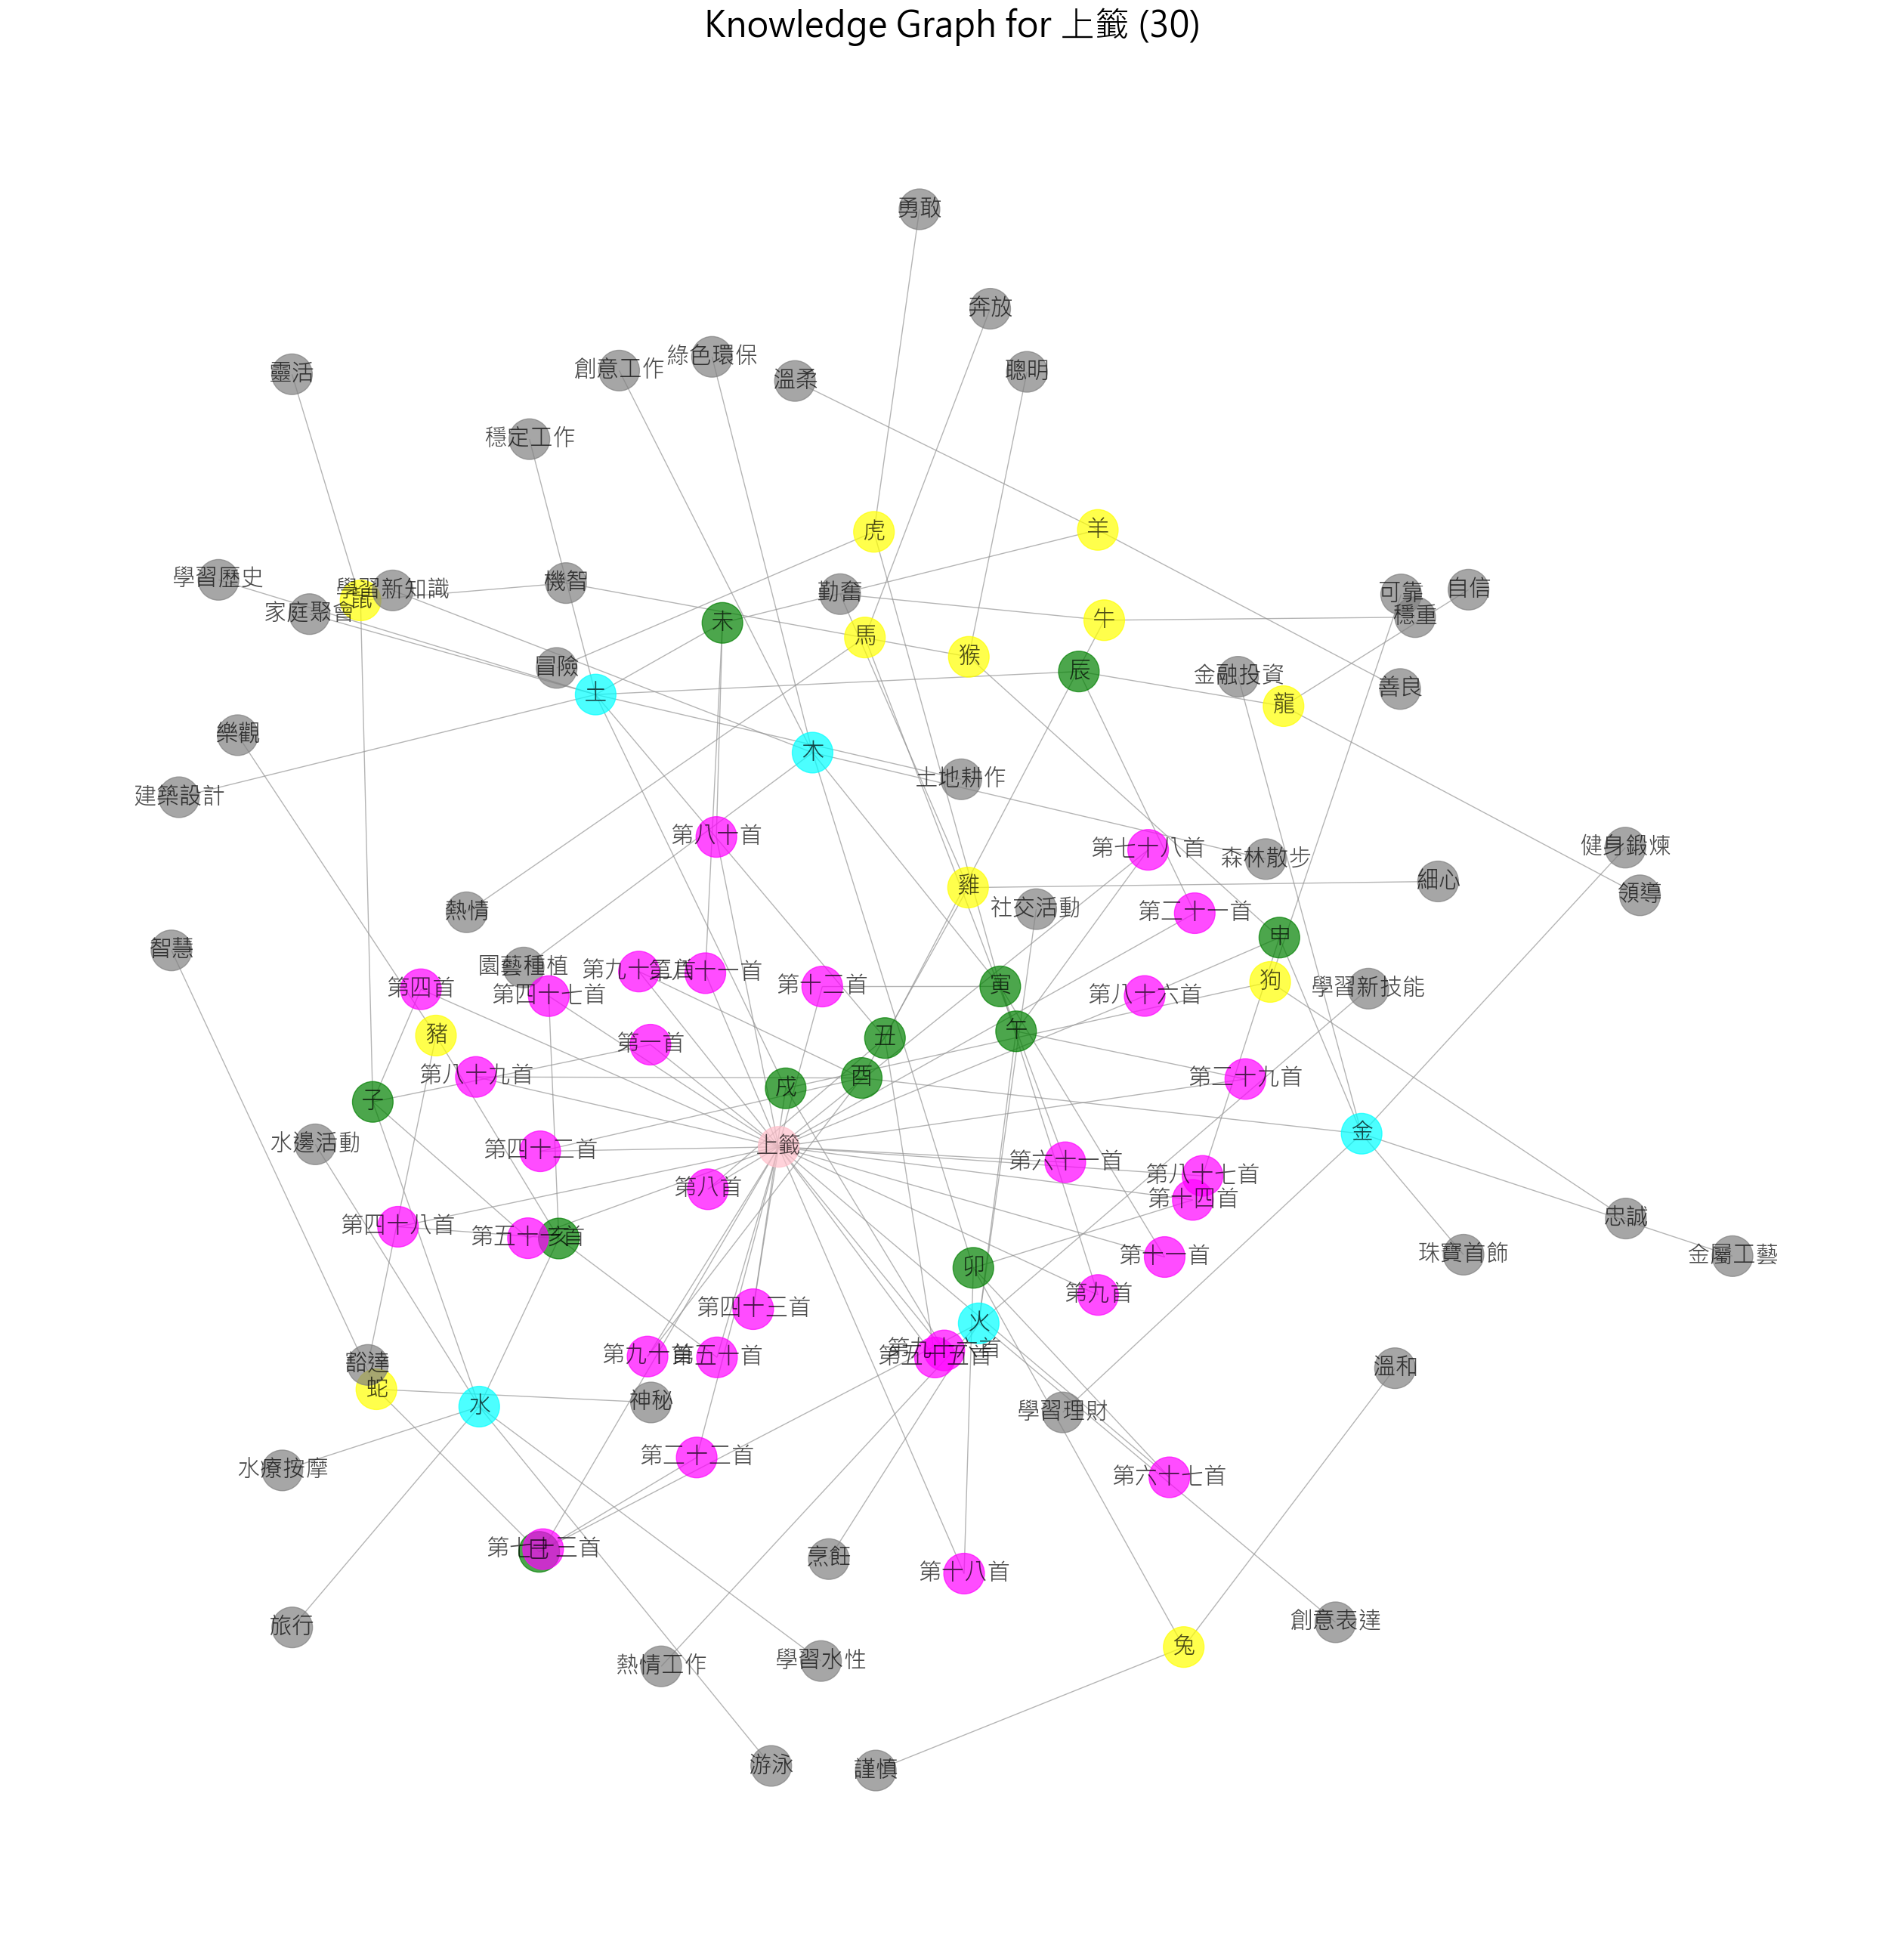 Knowledge Graph for 上籤 (30)
勇敢
奔放
綠色環保
創意工作
聰明
靈活
溫柔
穩定工作
虎
羊
學習歷史
學習新知識
鼠
機智
勤奮
可靠
自信
家庭聚會
穩重
牛
未
馬
猴
冒險
辰
金融投資
善良
土
龍
樂觀
木
土地耕作
建築設計
第八十首
第七十八首
健身鍛煉
森林散步
雞
細心
領導
熱情
社交活動
第二十一首
智慧
申
園藝種植
第八十一首
第四首
第四十七首
第十二首
寅
第八十六首
狗
學習新技能
豬
第一首
丑
午
第八十九首
戌
酉
第二十九首
子
水邊活動
第四十二首
上籤
第六十一首
金
第八首
第八十七首
第十四首
第四十八首
第五十一首
亥
忠誠
第十一首
珠寶首飾
金屬工藝
卯
第九首
第四十三首
火
豁達
第九十首
第五十首
第五十五首
溫和
蛇
神秘
水
學習理財
第二十二首
水療按摩
第六十七首
巳
烹飪
第十八首
旅行
創意表達
兔
熱情工作
學習水性
游泳
謹慎